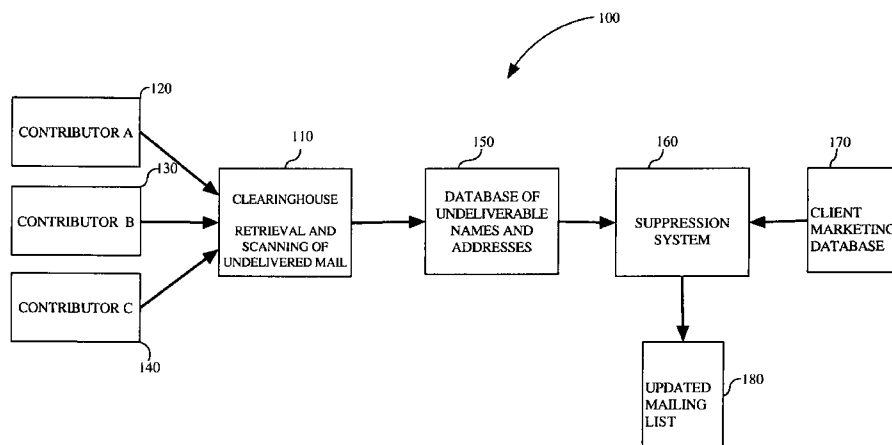 100
120
CONTRIBUTOR A
130
CONTRIBUTOR B
CONTRIBUTOR C
140
110
CLEARINGHOUSE
RETRIEVAL AND
SCANNING OF
UNDELIVERED MAIL
150
DATABASE OF
UNDELIVERABLE
NAMES AND
ADDRESSES
160
SUPPRESSION
SYSTEM
170
CLIENT
MARKETING
DATABASE
UPDATED
MAILING
LIST
180